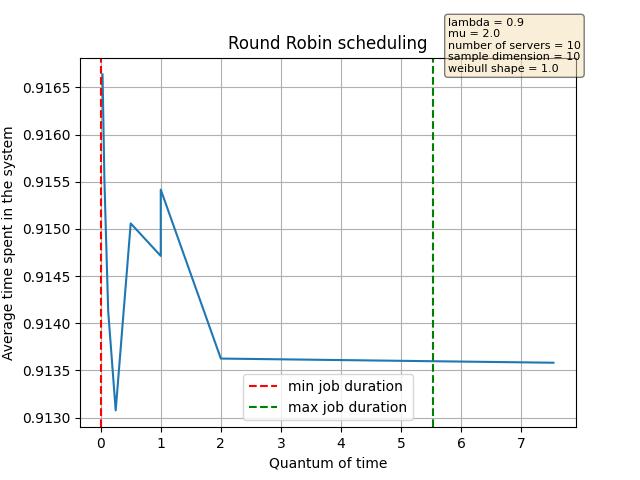 lambda = 0.9
mu = 2.0
number of servers = 10
sample dimension = 10
weibull shape = 1.0
Round Robin scheduling
Average time spent in the system
0.9165
0.9160
0.9155
0.9150
0.9145
0.9140
0.9135
0.9130
min job duration
max job duration
0 1 2 3 4 5 6 7
Quantum of time